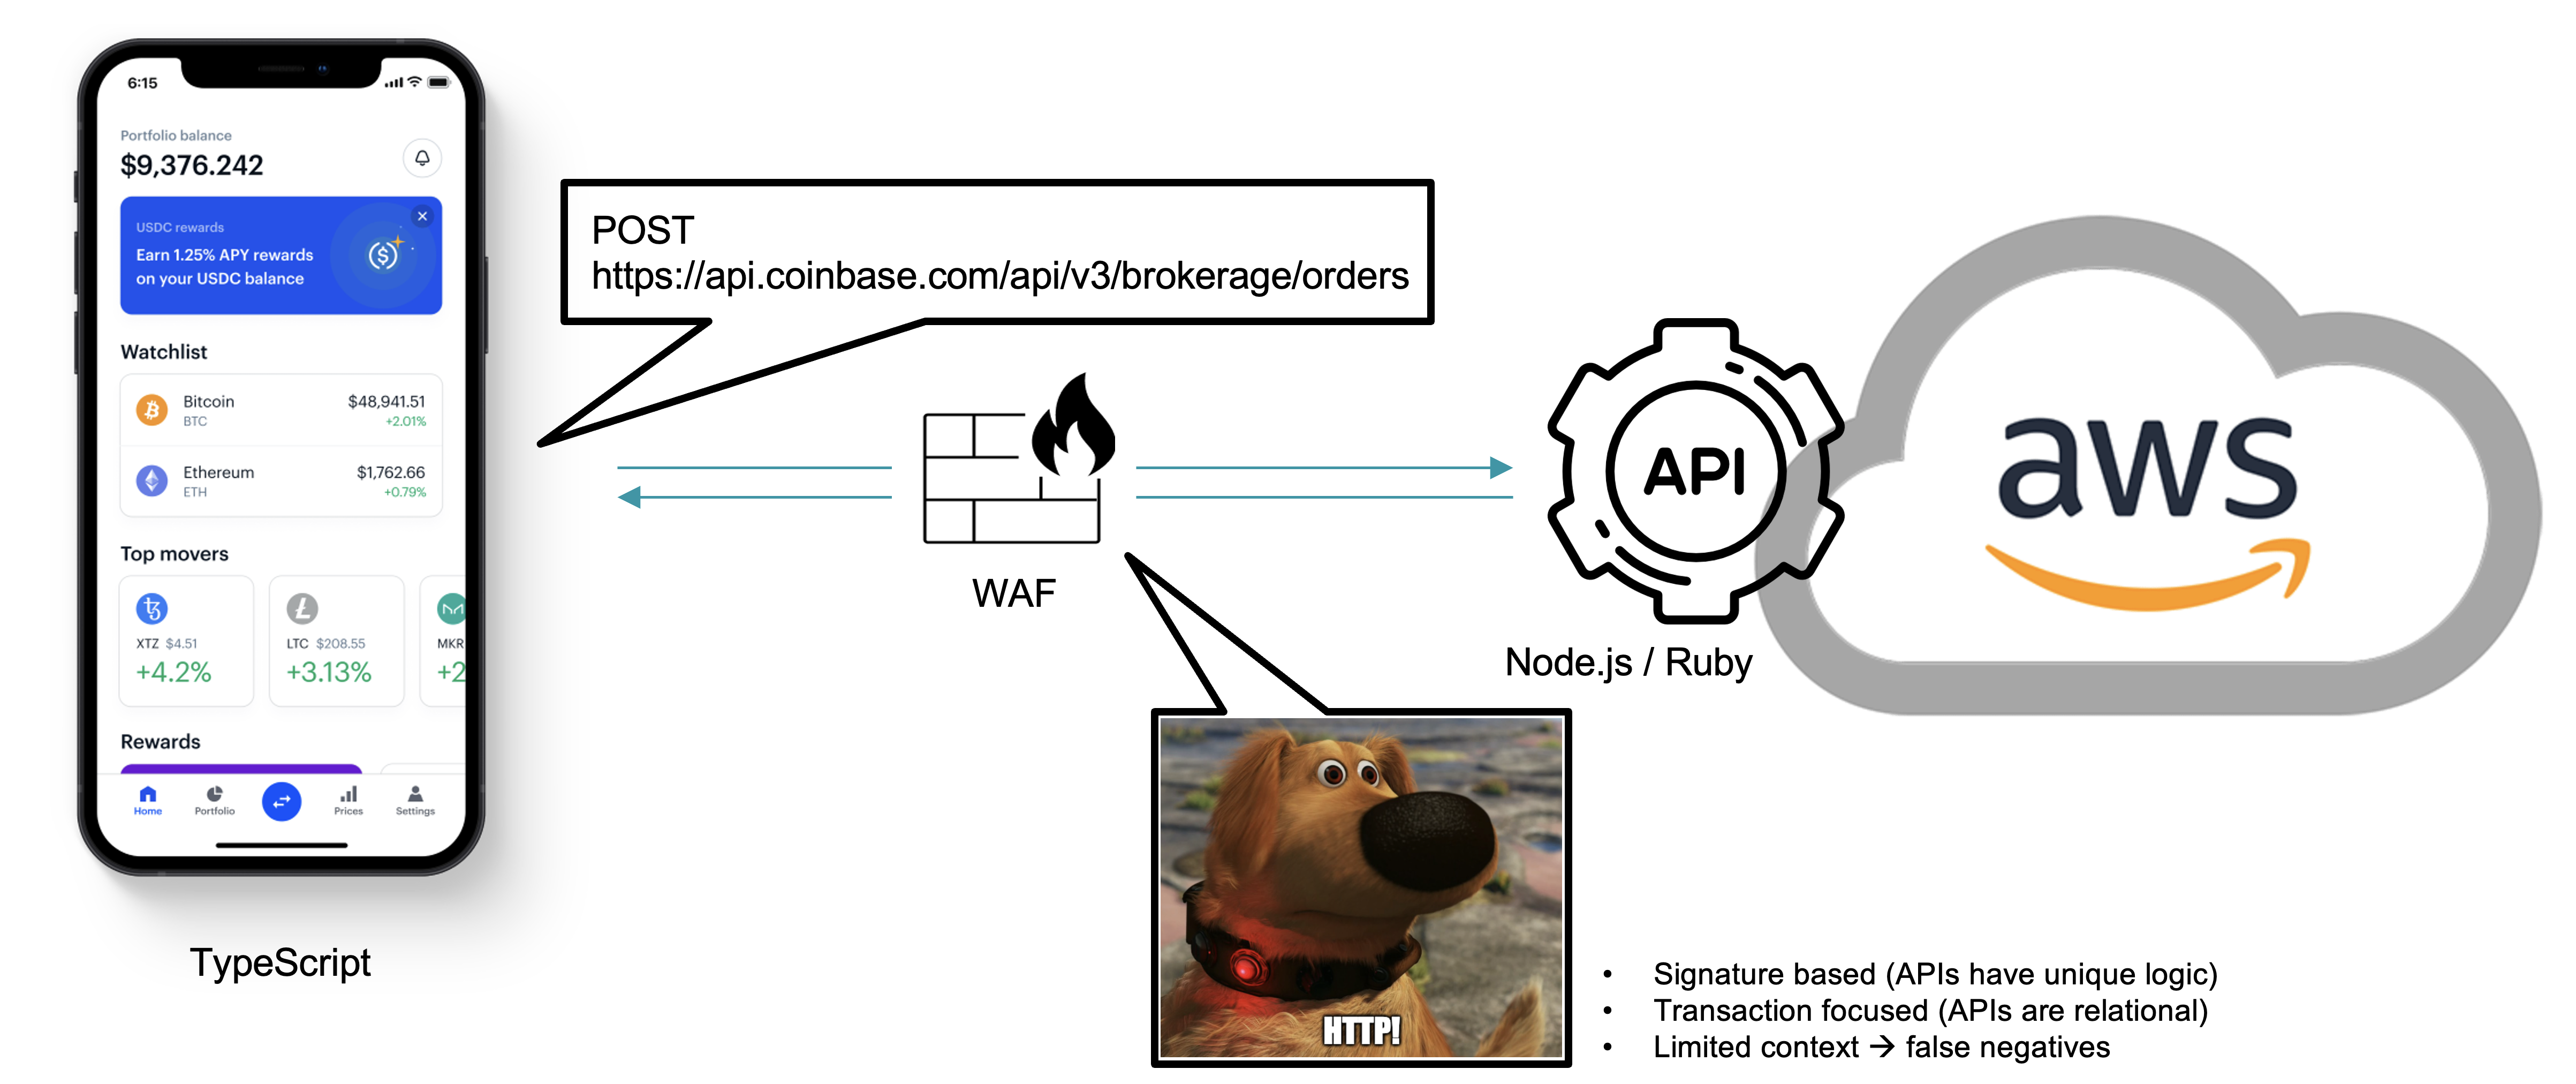 6:15
Portfolio balance
$9,376.242
USDC rewards
Earn 1.25% APY rewards
on your USDC balance
Watchlist
Bitcoin $48,941.51
BTC +2.01%
Ethereum $1,762.66
ETH +0.79%
Top movers
XTZ $4.51 LTC $208.55 MKR
+4.2% +3.13% +2
Rewards
Home Portfolio Prices Settings
TypeScript
POST
https://api.coinbase.com/api/v3/brokerage/orders
WAF
HTTP!
API
Node.js / Ruby
aws
• Signature based (APIs have unique logic)
• Transaction focused (APIs are relational)
• Limited context → false negatives